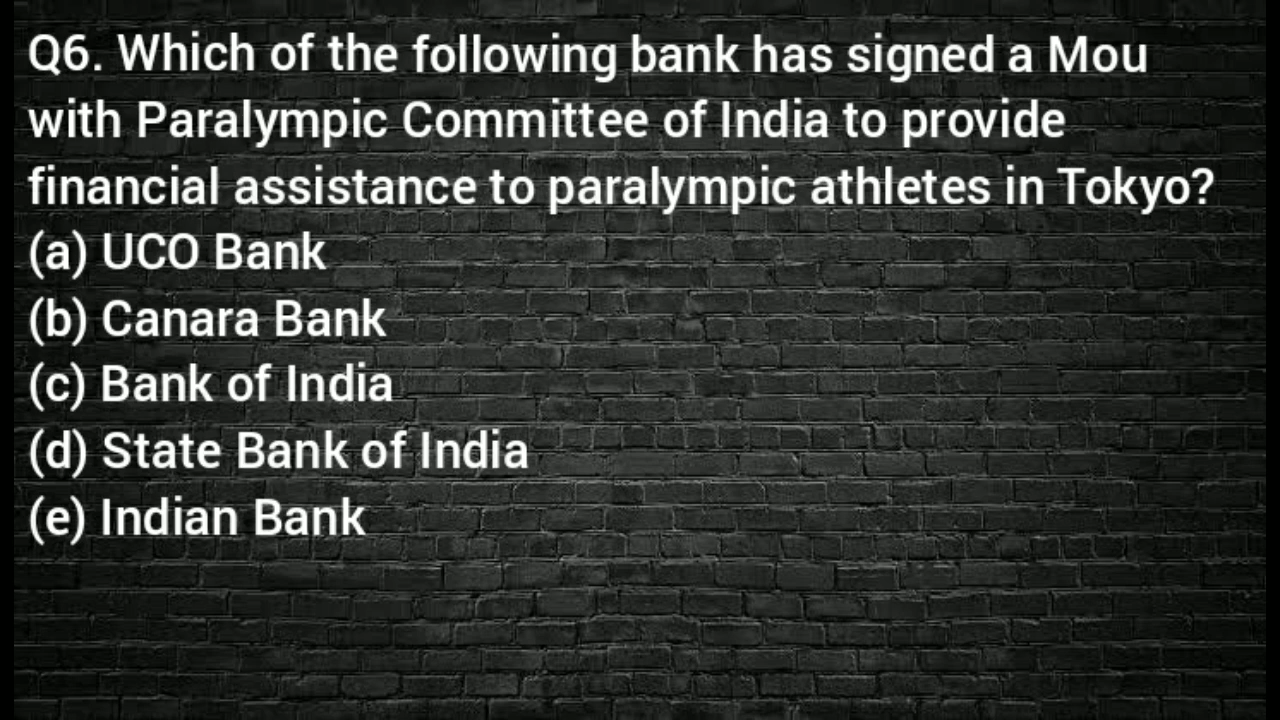 Q6. Which of the following bank has signed a Mou
with Paralympic Committee of India to provide
financial assistance to paralympic athletes in Tokyo?
(a) UCO Bank
(b) Canara Bank
(c) Bank of India
(d) State Bank of India
(e) Indian Bank